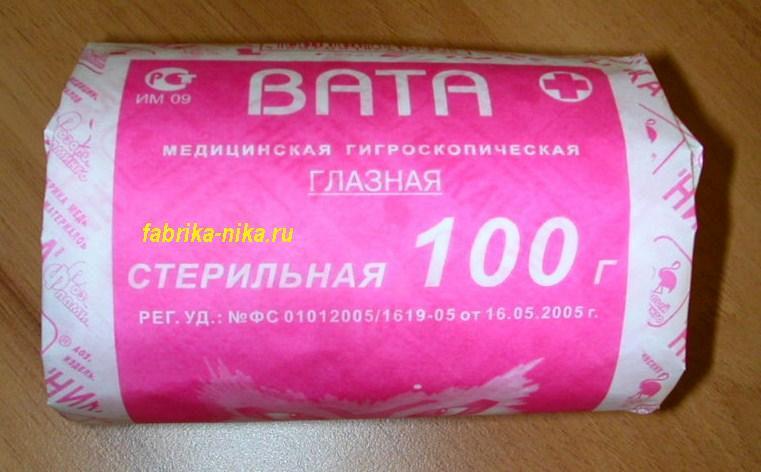 РСТ
ИМ 09
ВАТА
МЕДИЦИНСКАЯ ГИГРОСКОПИЧЕСКАЯ
ГЛАЗНАЯ
fabrika-nika.ru
СТЕРИЛЬНАЯ 100 г
РЕГ. УД.: №ФС 01012005/1619-05 от 16.05.2005 г.